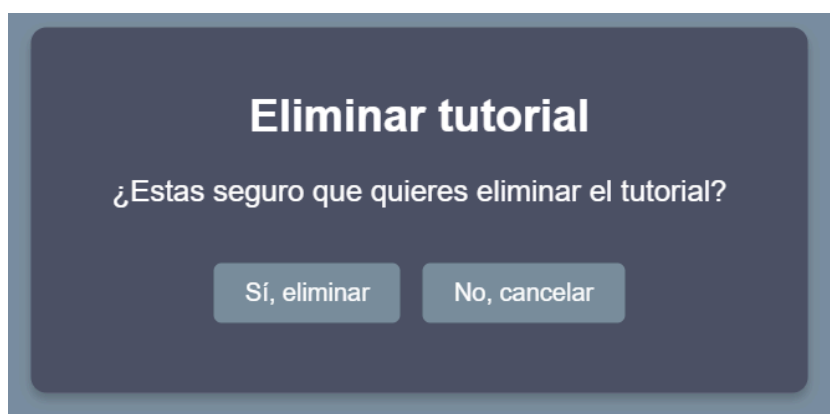 Eliminar tutorial
¿Estas seguro que quieres eliminar el tutorial?
Sí, eliminar
No, cancelar